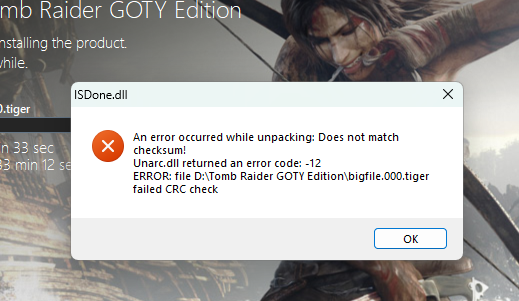 mb Raider GOTY Edition
nstalling the product.
while.
0.tiger
n 33 sec
33 min 12 se
ISDone.dll
An error occurred while unpacking: Does not match
checksum!
Unarc.dll returned an error code: -12
ERROR: file D:\Tomb Raider GOTY Edition\bigfile.000.tiger
failed CRC check
OK